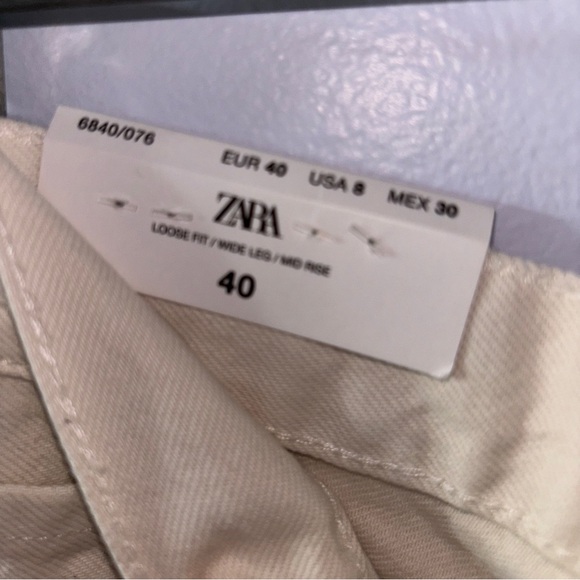 6840/076
EUR 40 USA 8 MEX 30
ZARA
LOOSE FIT / WIDE LEG / MID RISE
40